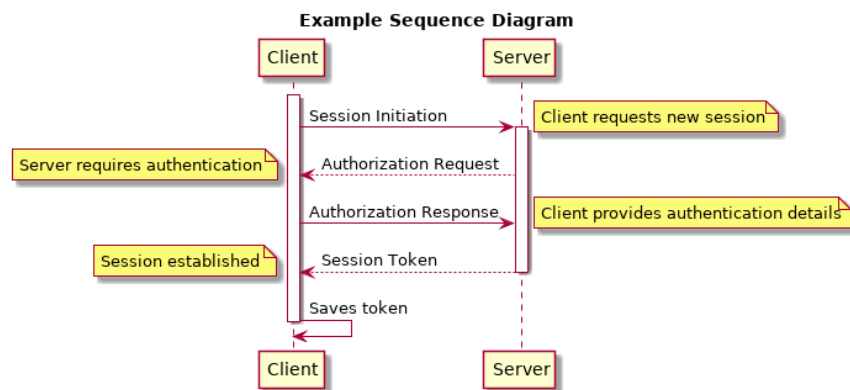 Example Sequence Diagram
Client
Server
Session Initiation
Client requests new session
Authorization Request
Server requires authentication
Authorization Response
Client provides authentication details
Session Token
Session established
Saves token
Client
Server